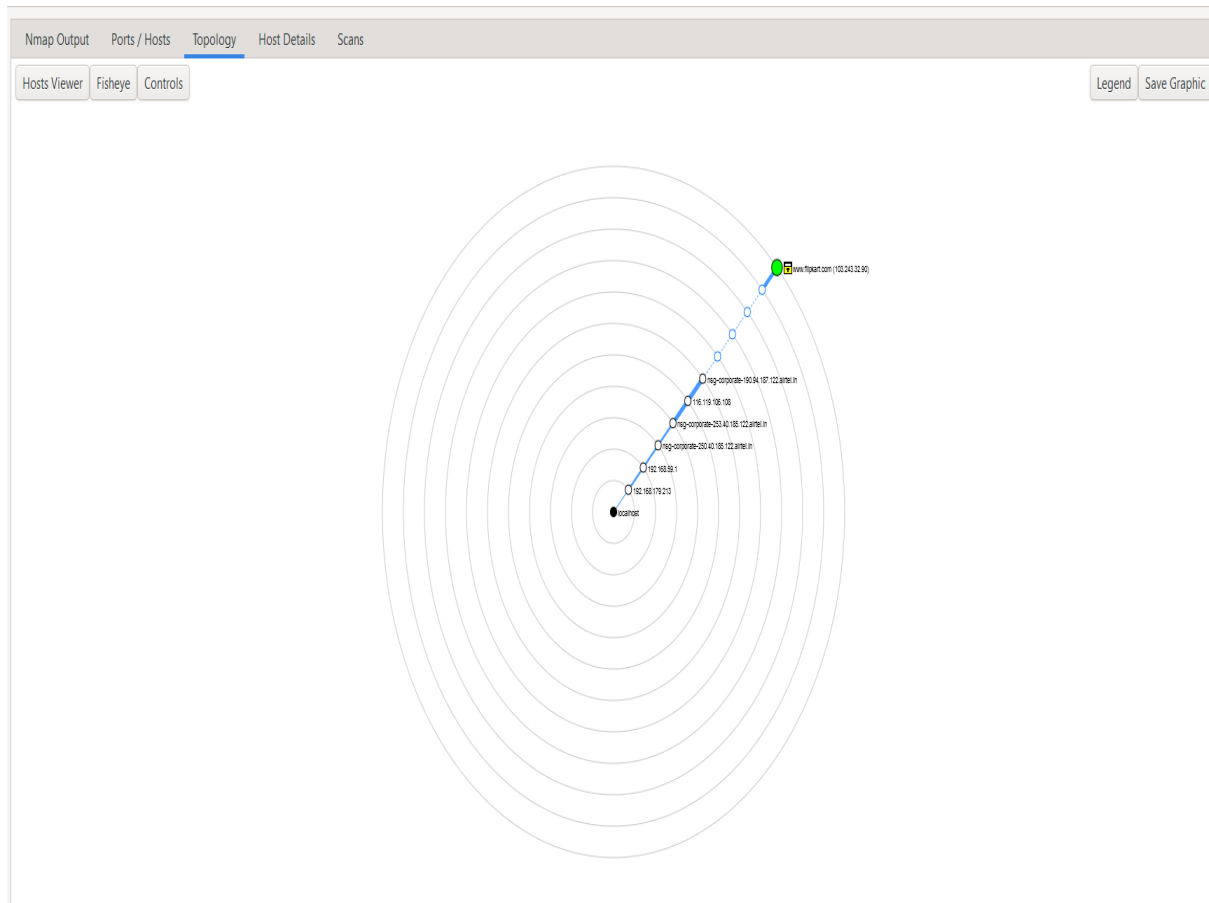 Nmap Output Ports / Hosts Topology Host Details Scans
Hosts Viewer Fisheye Controls Legend Save Graphic
www.flipkart.com (103.243.32.90)
nsg-corporate-190.94.187.122.airtel.in
116.119.106.108
nsg-corporate-253.40.185.122.airtel.in
nsg-corporate-250.40.185.122.airtel.in
192.168.59.1
192.168.179.213
localhost